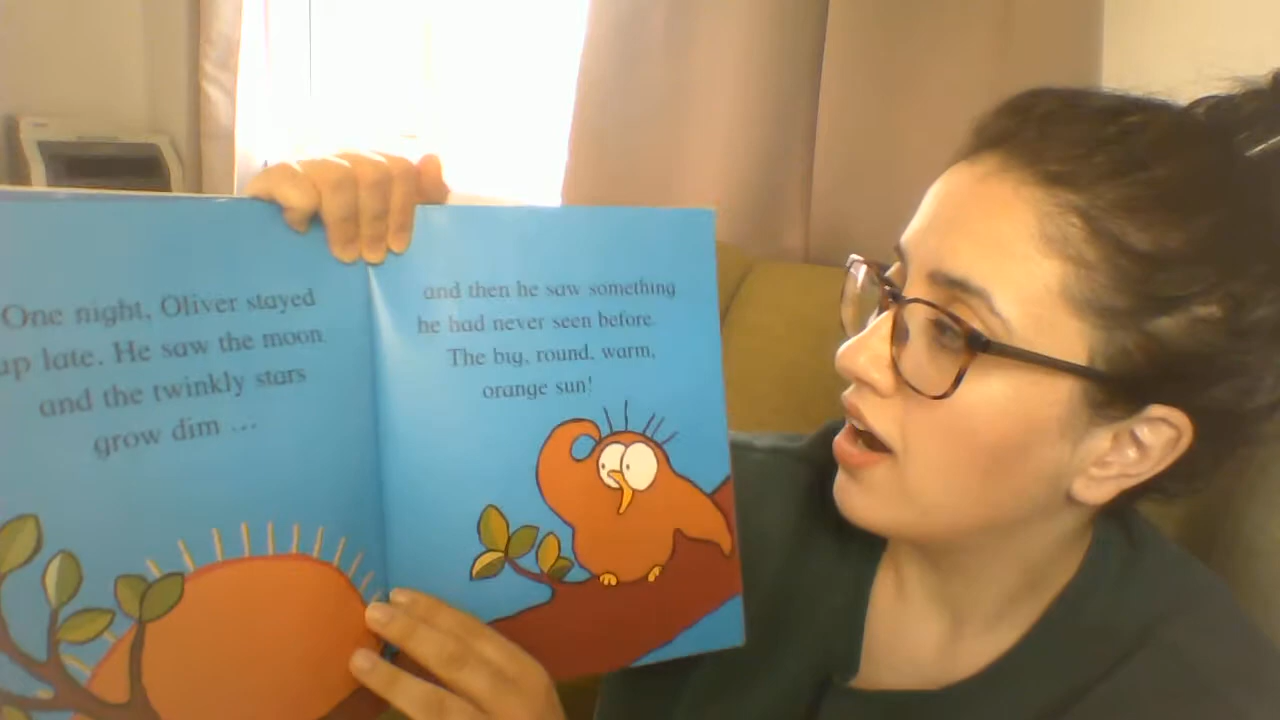 One night, Oliver stayed
up late. He saw the moon
and the twinkly stars
grow dim ...
and then he saw something
he had never seen before.
The big, round, warm,
orange sun!